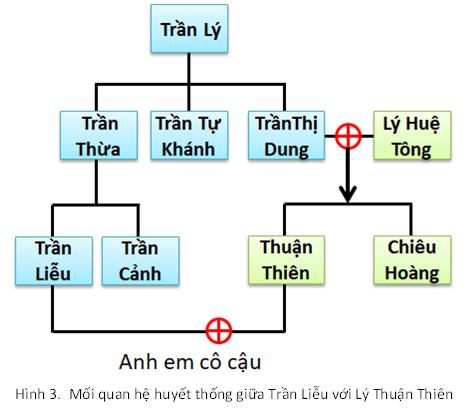 Trần Lý
Trần
Thừa
Trần Tự
Khánh
TrầnThị
Dung
Lý Huệ
Tông
Trần
Liễu
Trần
Cảnh
Thuận
Thiên
Chiêu
Hoàng
Anh em cô cậu
Hình 3. Mối quan hệ huyết thống giữa Trần Liễu với Lý Thuận Thiên